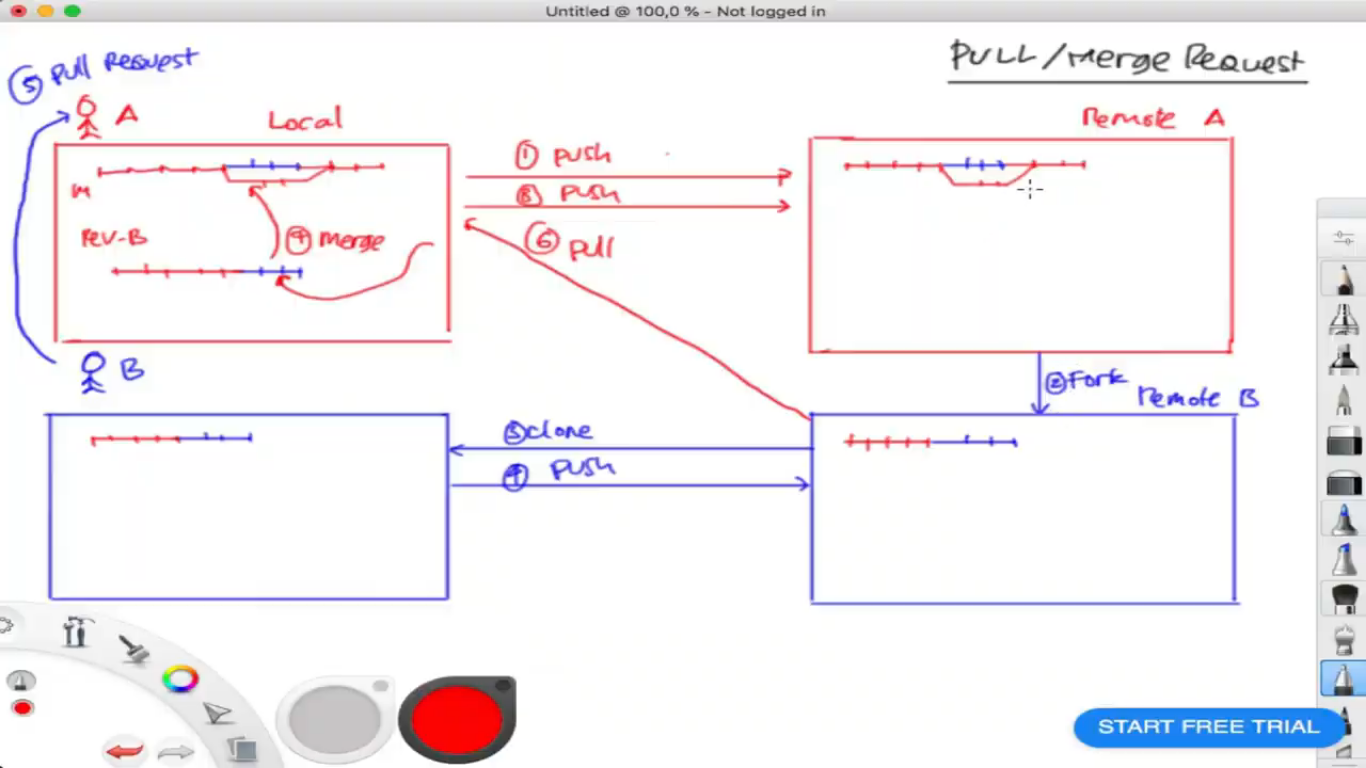 Untitled @ 100,0 % - Not logged in
⑤ Pull Request
PULL/Merge Request
A
Local
Remote A
① PUSH
⑧ PUSH
M
rev-B
Merge
⑥ Pull
B
② Fork
Remote B
③ clone
④ PUSH
START FREE TRIAL